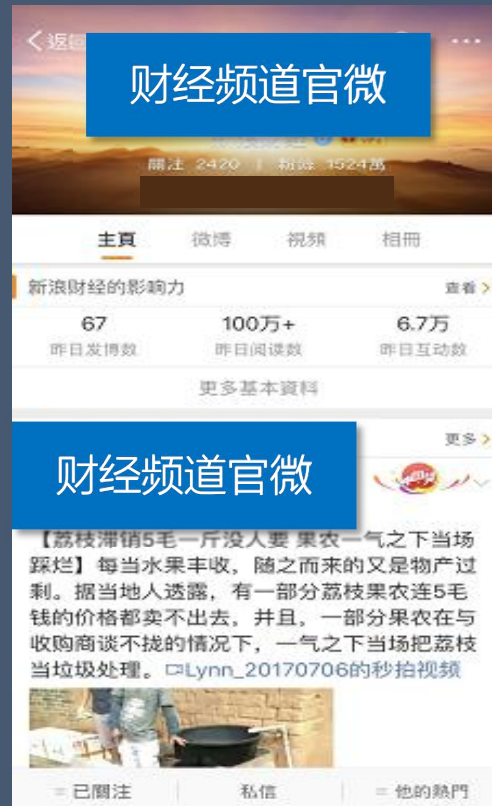 返回
财经频道官微
關注 2420 | 粉絲 1524萬
主頁 微博 視頻 相冊
新浪财经的影响力 查看 >
67 100万+ 6.7万
昨日发博数 昨日阅读数 昨日互动数
更多基本資料
更多 >
财经频道官微
【荔枝滞销5毛一斤没人要 果农一气之下当场
踩烂】每当水果丰收，随之而来的又是物产过
剩。据当地人透露，有一部分荔枝果农连5毛
钱的价格都卖不出去，并且，一部分果农在与
收购商谈不拢的情况下，一气之下当场把荔枝
当垃圾处理。Lynn_20170706的秒拍视频
= 已關注 私信 = 他的熱門